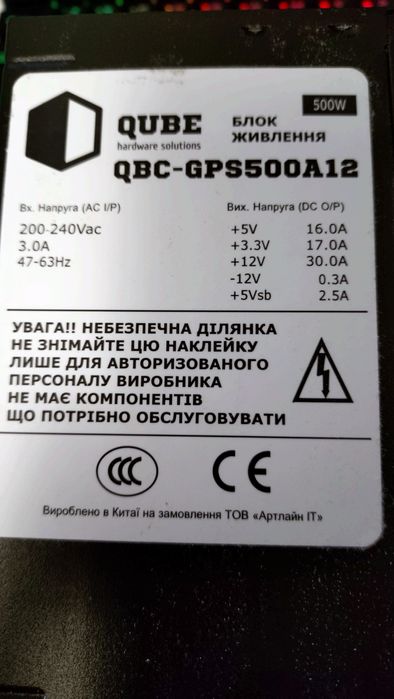 500W
QUBE
hardware solutions
БЛОК
ЖИВЛЕННЯ
QBC-GPS500A12
Вх. Напруга (AC I/P)
200-240Vac
3.0A
47-63Hz
Вих. Напруга (DC O/P)
+5V 16.0A
+3.3V 17.0A
+12V 30.0A
-12V 0.3A
+5Vsb 2.5A
УВАГА!! НЕБЕЗПЕЧНА ДІЛЯНКА
НЕ ЗНІМАЙТЕ ЦЮ НАКЛЕЙКУ
ЛИШЕ ДЛЯ АВТОРИЗОВАНОГО
ПЕРСОНАЛУ ВИРОБНИКА
НЕ МАЄ КОМПОНЕНТІВ
ЩО ПОТРІБНО ОБСЛУГОВУВАТИ
CCC
CE
Вироблено в Китаї на замовлення ТОВ «Артлайн ІТ»